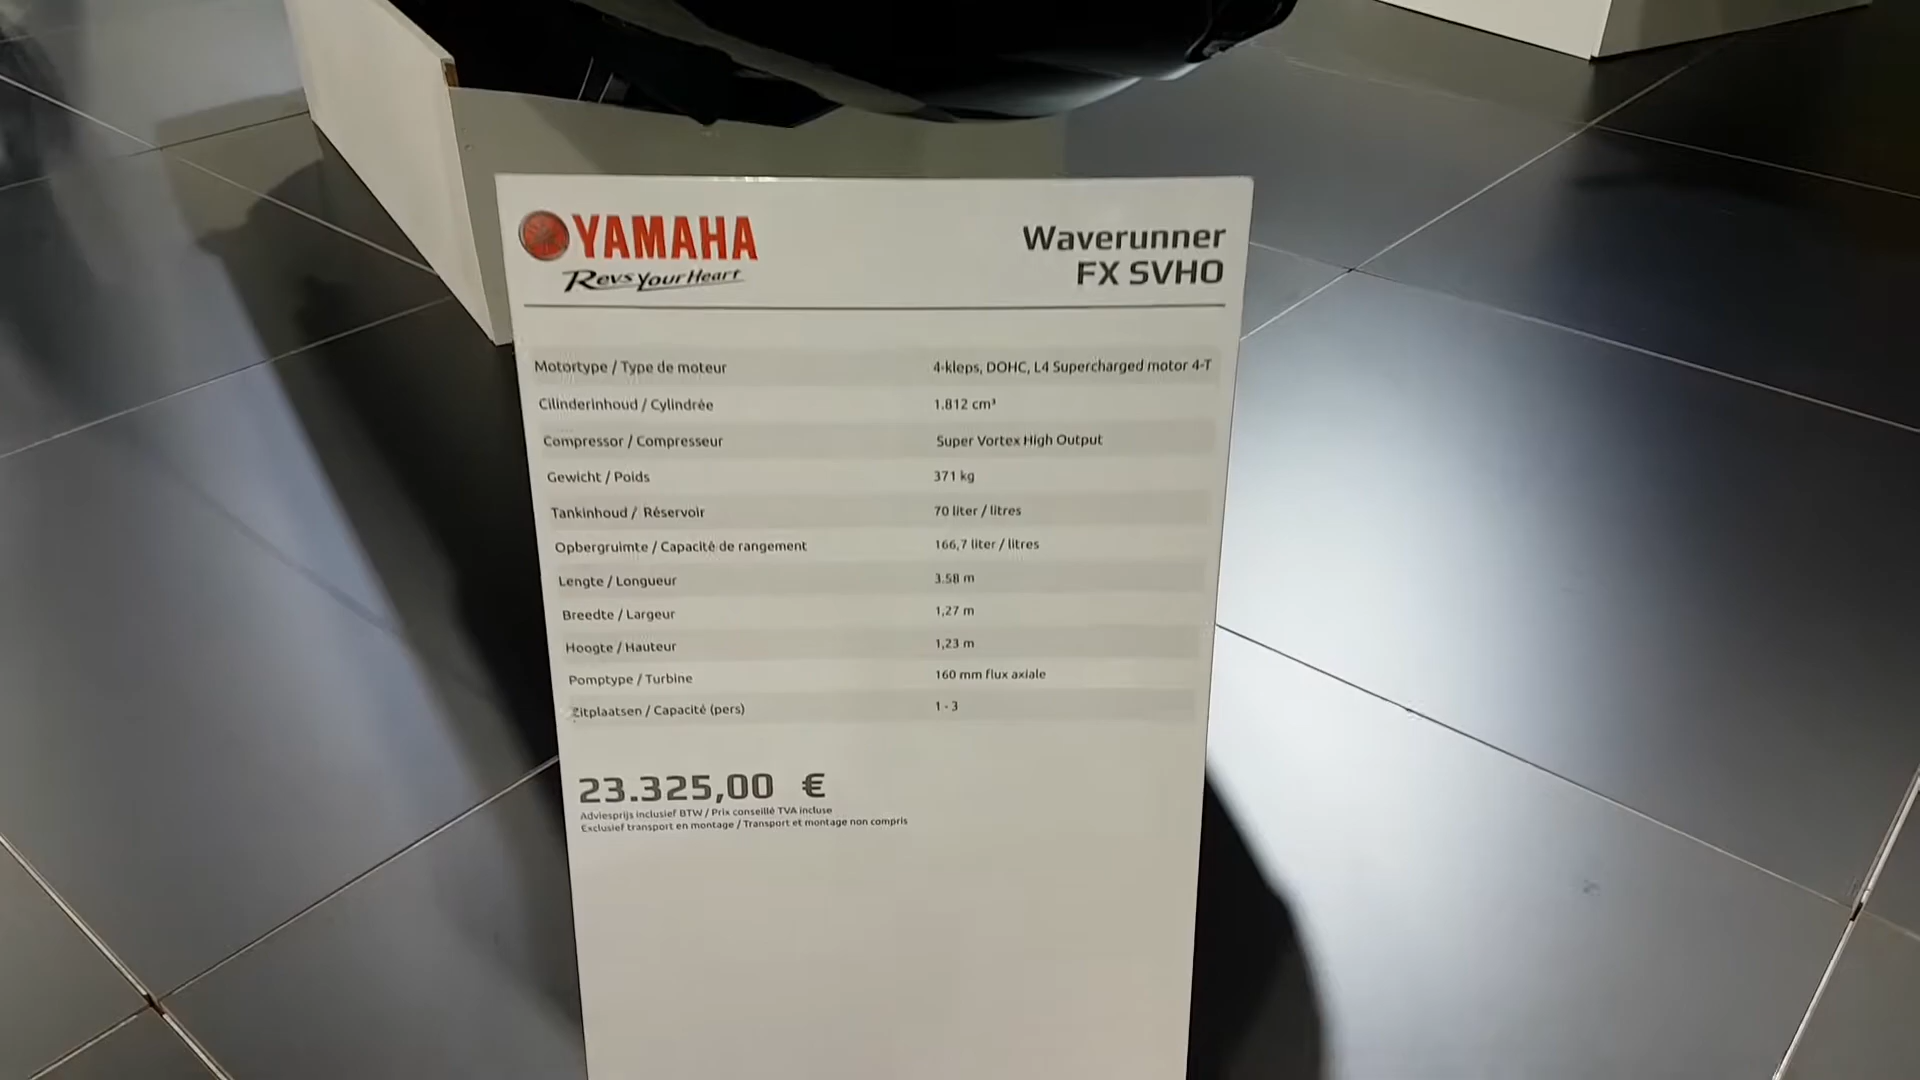 YAMAHA
Revs Your Heart
Waverunner
FX SVHO
Motortype / Type de moteur 4-kleps, DOHC, L4 Supercharged motor 4-T
Cilinderinhoud / Cylindrée 1.812 cm³
Compressor / Compresseur Super Vortex High Output
Gewicht / Poids 371 kg
Tankinhoud / Réservoir 70 liter / litres
Opbergruimte / Capacité de rangement 166,7 liter / litres
Lengte / Longueur 3.58 m
Breedte / Largeur 1,27 m
Hoogte / Hauteur 1,23 m
Pomptype / Turbine 160 mm flux axiale
Zitplaatsen / Capacité (pers) 1 - 3
23.325,00 €
Adviesprijs inclusief BTW / Prix conseillé TVA incluse
Exclusief transport en montage / Transport et montage non compris